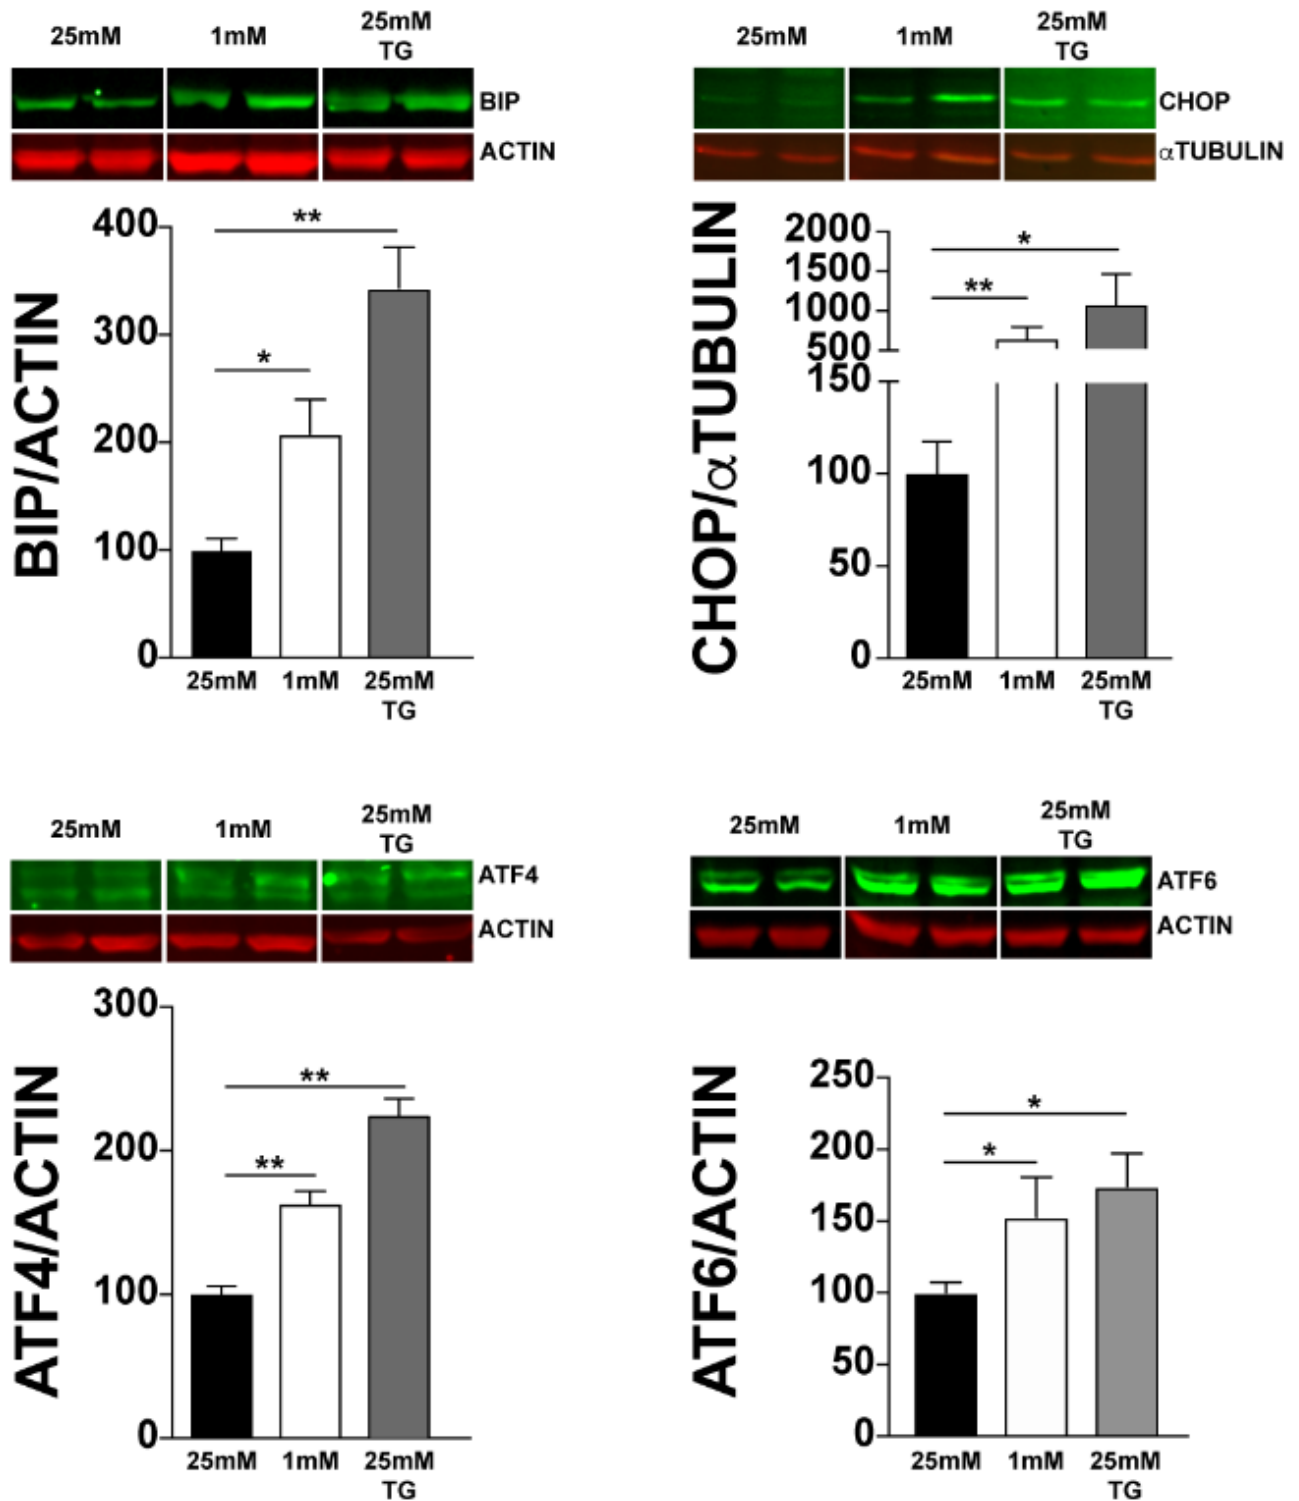 25mM 1mM 25mM
TG
BIP
ACTIN
BIP/ACTIN
**
*
400
300
200
100
0
25mM 1mM 25mM
TG
25mM 1mM 25mM
TG
CHOP
αTUBULIN
CHOP/αTUBULIN
*
**
2000
1500
1000
500
150
100
50
0
25mM 1mM 25mM
TG
25mM 1mM 25mM
TG
ATF4
ACTIN
ATF4/ACTIN
**
**
300
200
100
0
25mM 1mM 25mM
TG
25mM 1mM 25mM
TG
ATF6
ACTIN
ATF6/ACTIN
*
*
250
200
150
100
50
0
25mM 1mM 25mM
TG